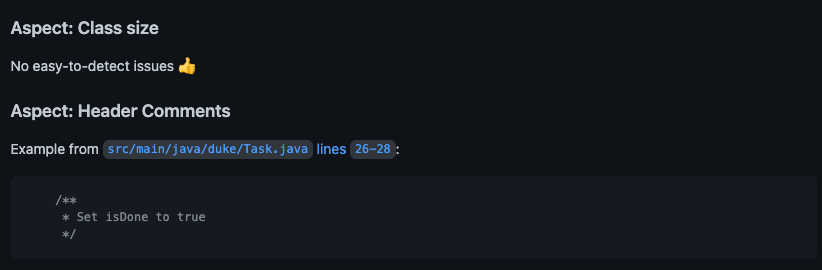 Aspect: Class size
No easy-to-detect issues 👍
Aspect: Header Comments
Example from src/main/java/duke/Task.java lines 26-28:
/**
* Set isDone to true
*/